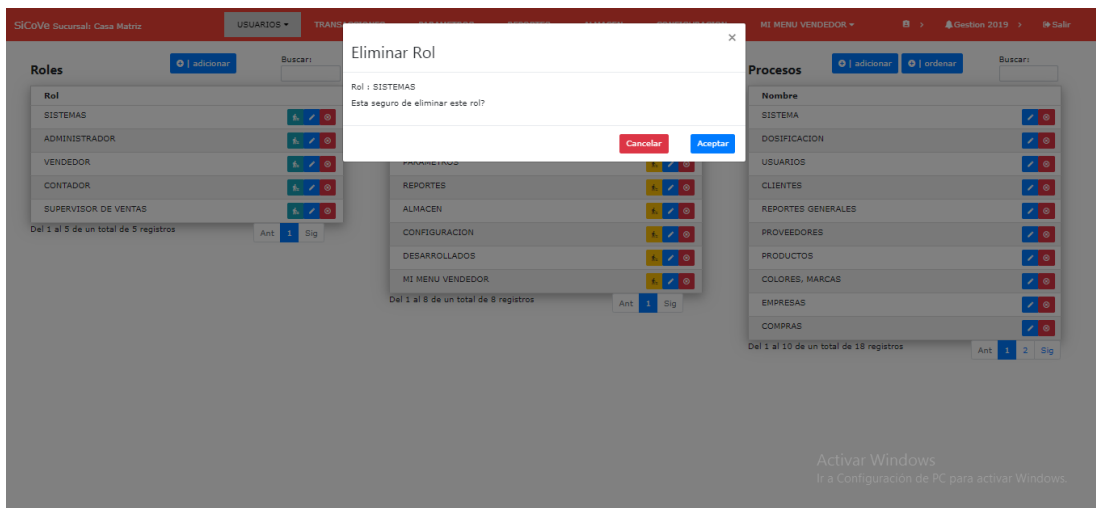 SiCoVe Sucursal: Casa Matriz
USUARIOS
MI MENU VENDEDOR
Gestion 2019
Salir
Eliminar Rol
×
Rol : SISTEMAS
Esta seguro de eliminar este rol?
Cancelar
Aceptar
Roles
| adicionar
Buscar:
Rol
SISTEMAS
ADMINISTRADOR
VENDEDOR
CONTADOR
SUPERVISOR DE VENTAS
Del 1 al 5 de un total de 5 registros
Ant 1 Sig
PARAMETROS
REPORTES
ALMACEN
CONFIGURACION
DESARROLLADOS
MI MENU VENDEDOR
Del 1 al 8 de un total de 8 registros
Ant 1 Sig
Procesos
| adicionar
| ordenar
Buscar:
Nombre
SISTEMA
DOSIFICACION
USUARIOS
CLIENTES
REPORTES GENERALES
PROVEEDORES
PRODUCTOS
COLORES, MARCAS
EMPRESAS
COMPRAS
Del 1 al 10 de un total de 18 registros
Ant 1 2 Sig
Activar Windows
Ir a Configuración de PC para activar Windows.